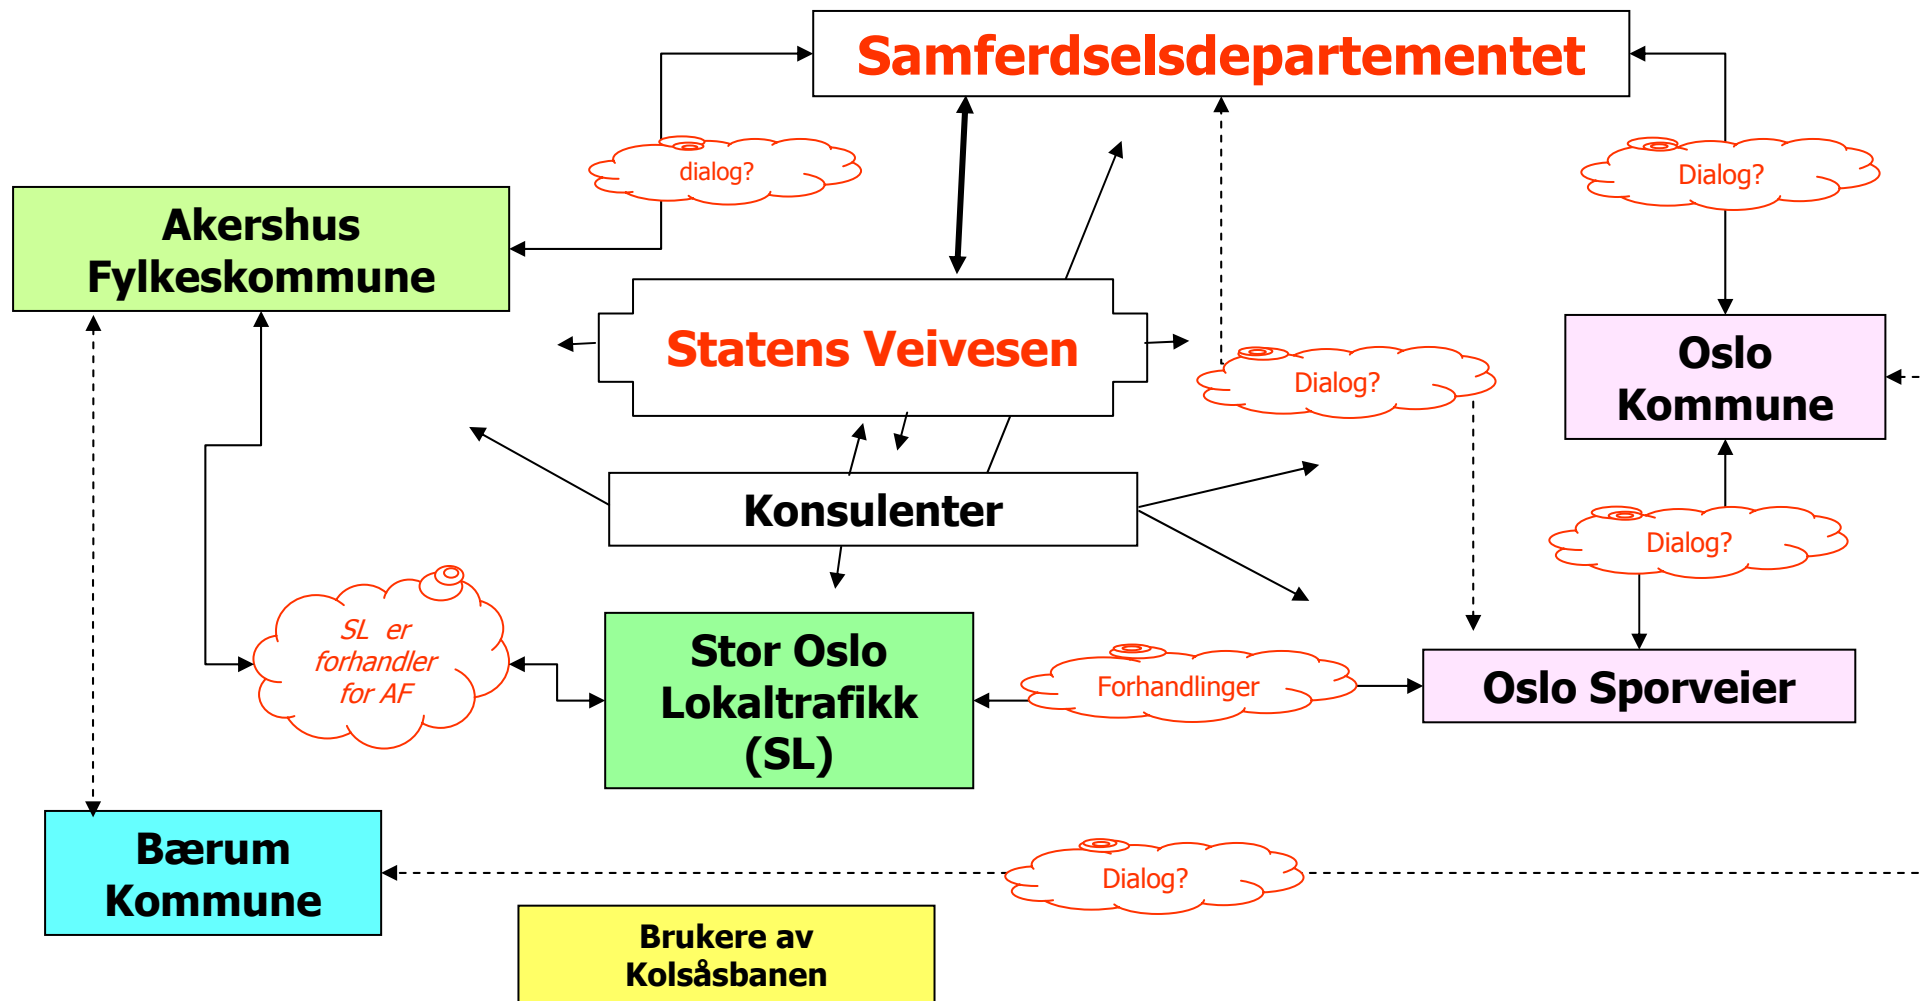 Samferdselsdepartementet
dialog?
Dialog?
Akershus
Fylkeskommune
Statens Veivesen
Dialog?
Oslo
Kommune
Konsulenter
Dialog?
SL er
forhandler
for AF
Stor Oslo
Lokaltrafikk
(SL)
Forhandlinger
Oslo Sporveier
Bærum
Kommune
Dialog?
Brukere av
Kolsåsbanen